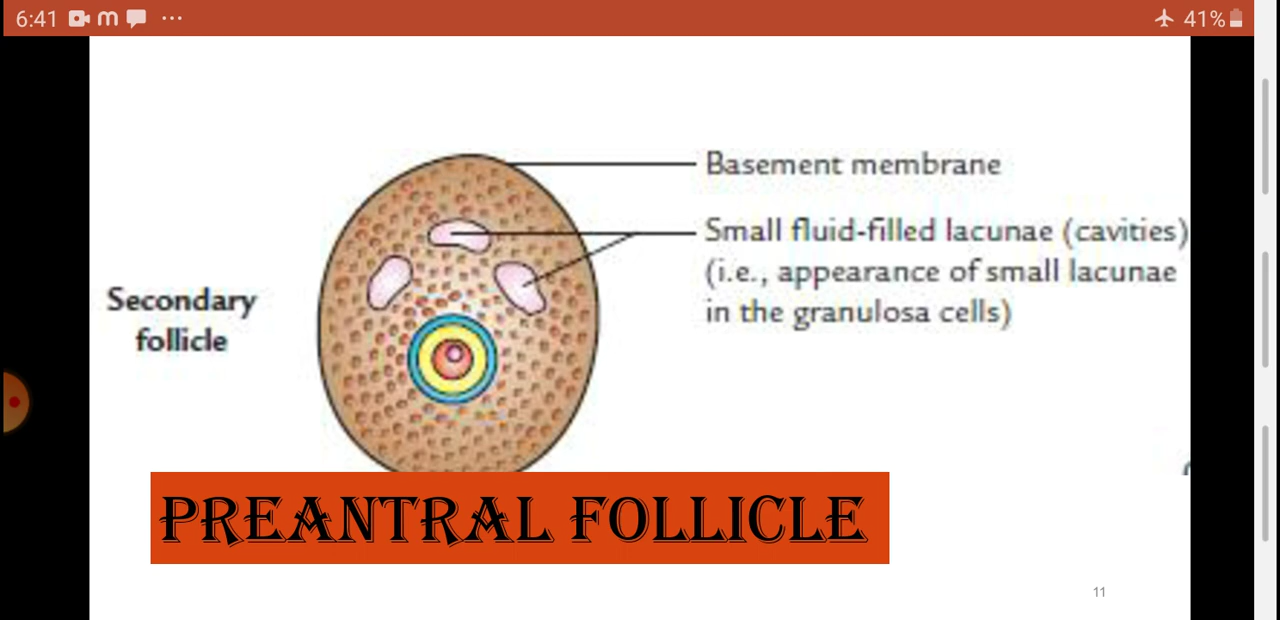 6:41
41%
Basement membrane
Small fluid-filled lacunae (cavities)
(i.e., appearance of small lacunae
in the granulosa cells)
Secondary
follicle
PREANTRAL FOLLICLE
11